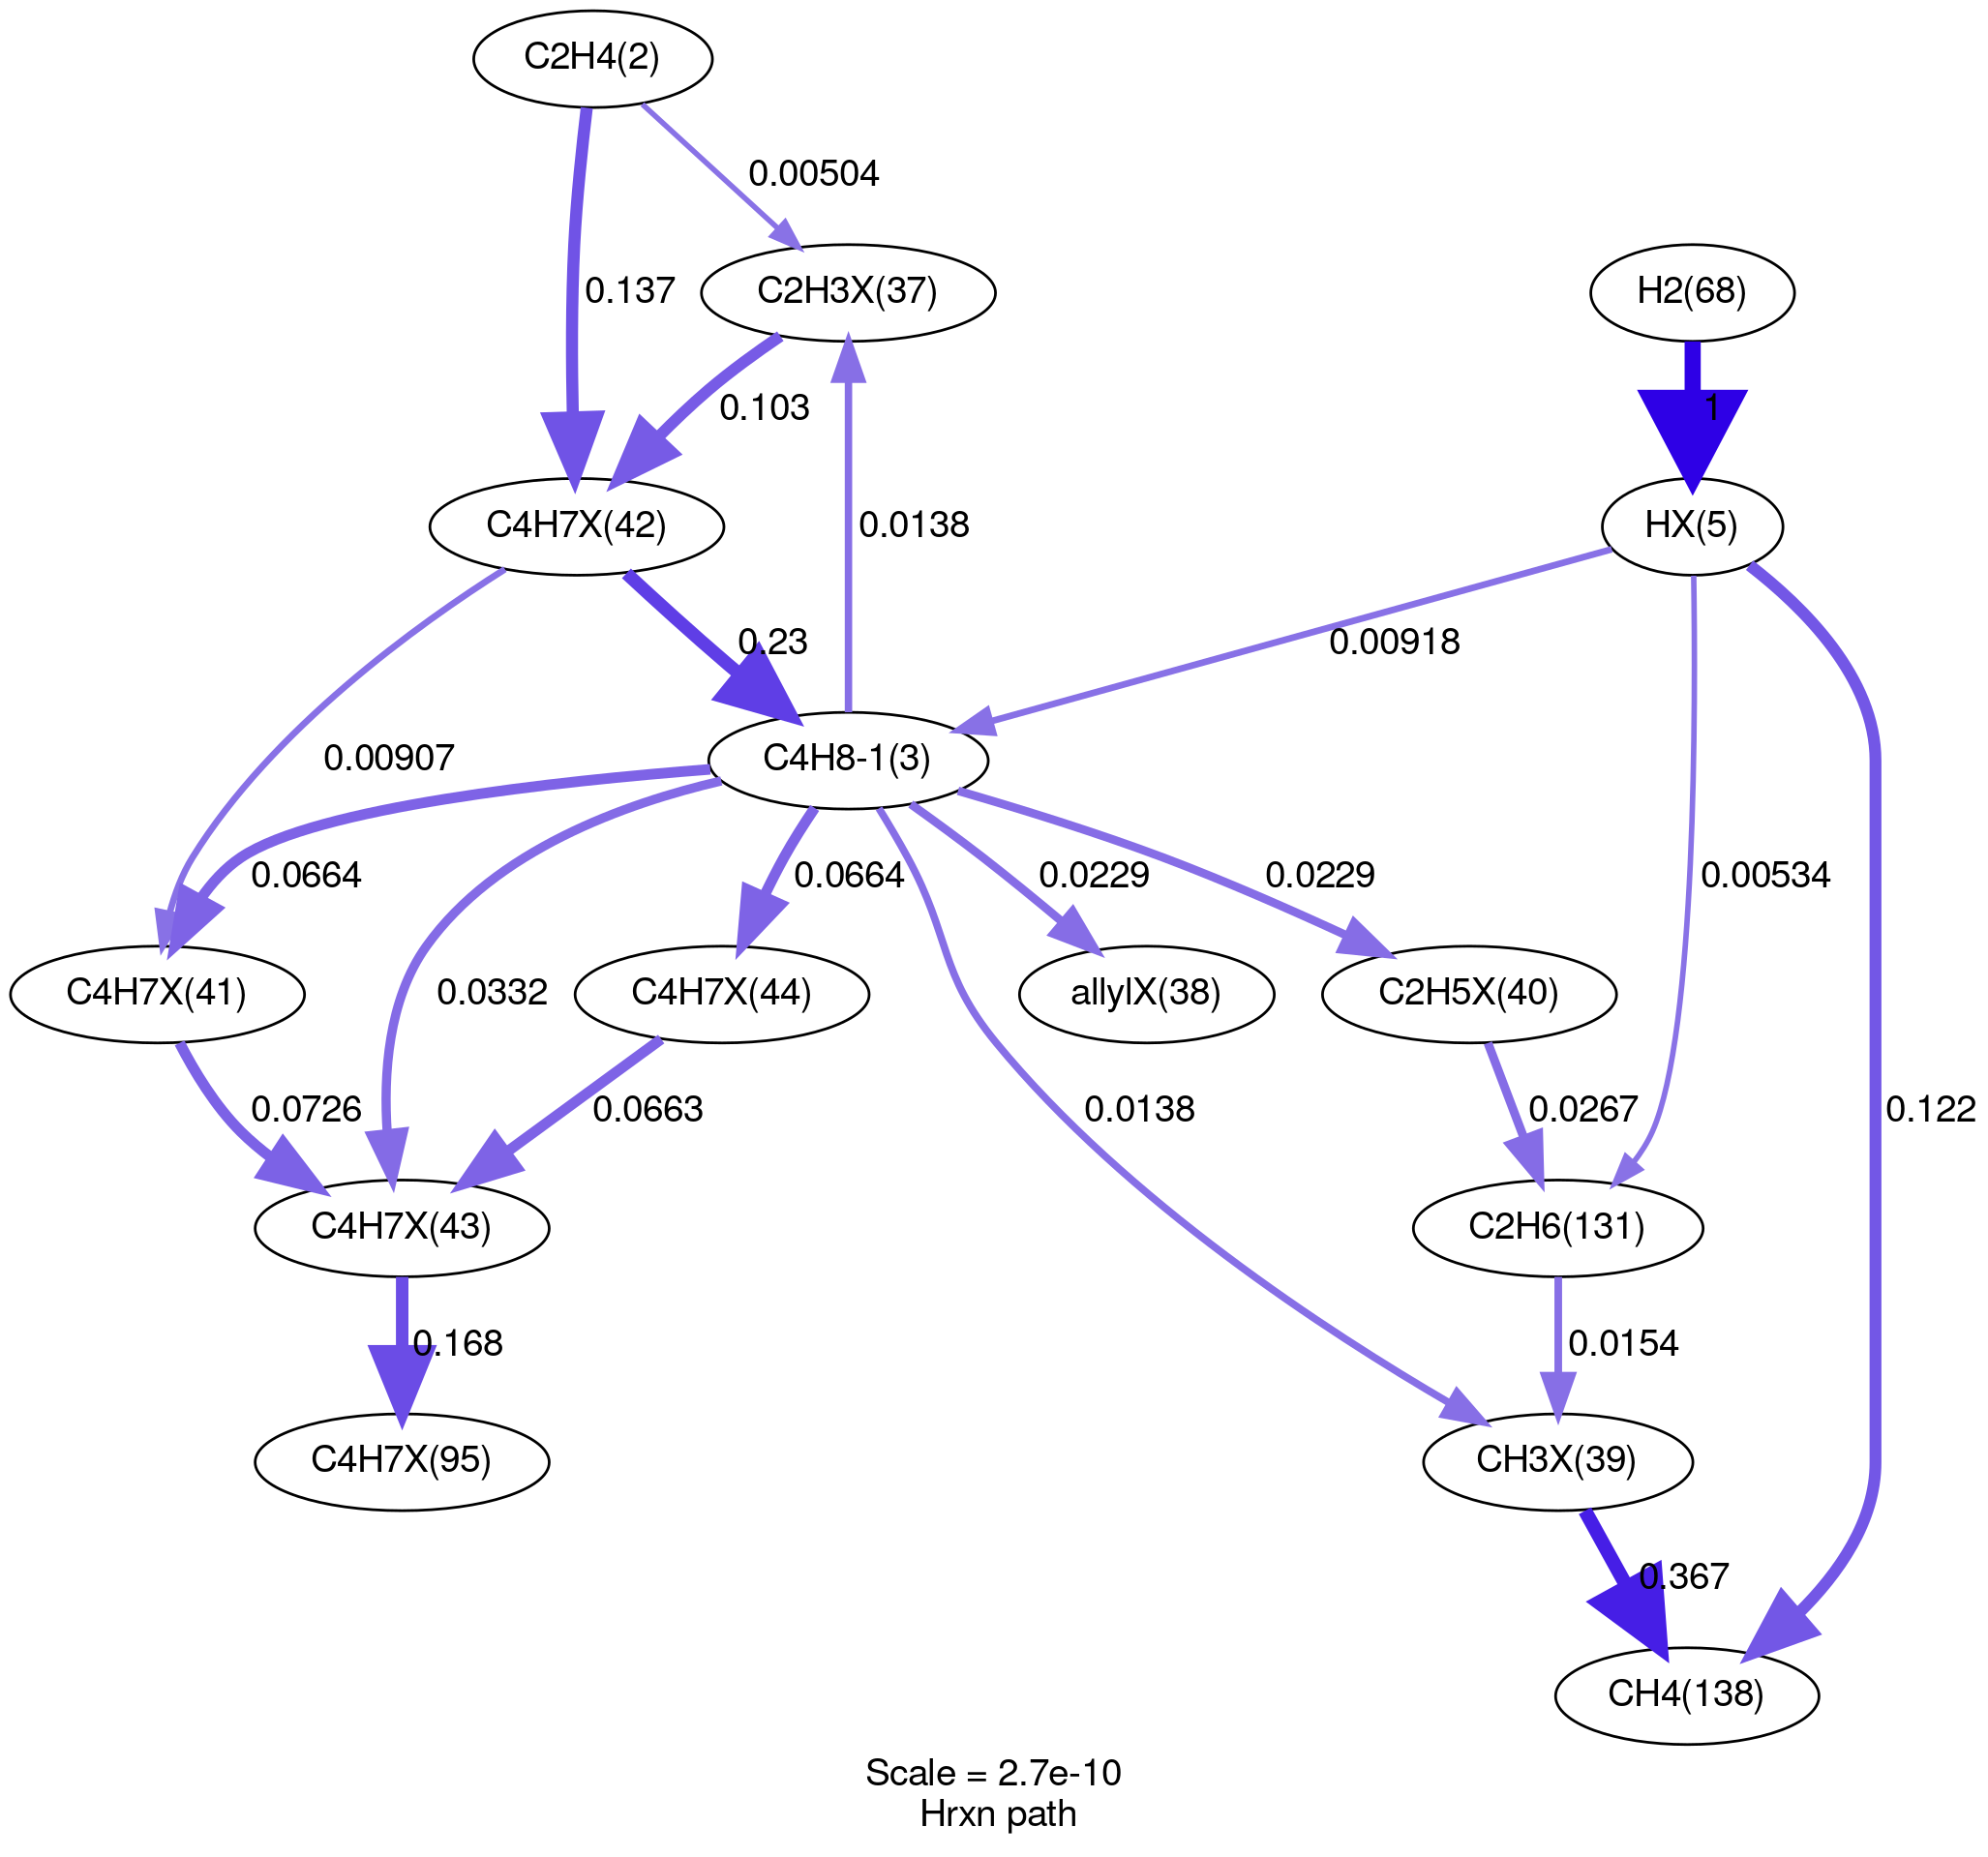 C2H4(2)
0.00504
C2H3X(37)
H2(68)
0.137
0.103
1
C4H7X(42)
0.0138
HX(5)
0.23
0.00918
C4H8-1(3)
0.00907
0.0664
0.0664
0.0229
0.0229
0.00534
C4H7X(41)
0.0332
C4H7X(44)
allylX(38)
C2H5X(40)
0.0726
0.0663
0.0138
0.0267
0.122
C4H7X(43)
C2H6(131)
0.168
0.0154
C4H7X(95)
CH3X(39)
0.367
CH4(138)
Scale = 2.7e-10
Hrxn path